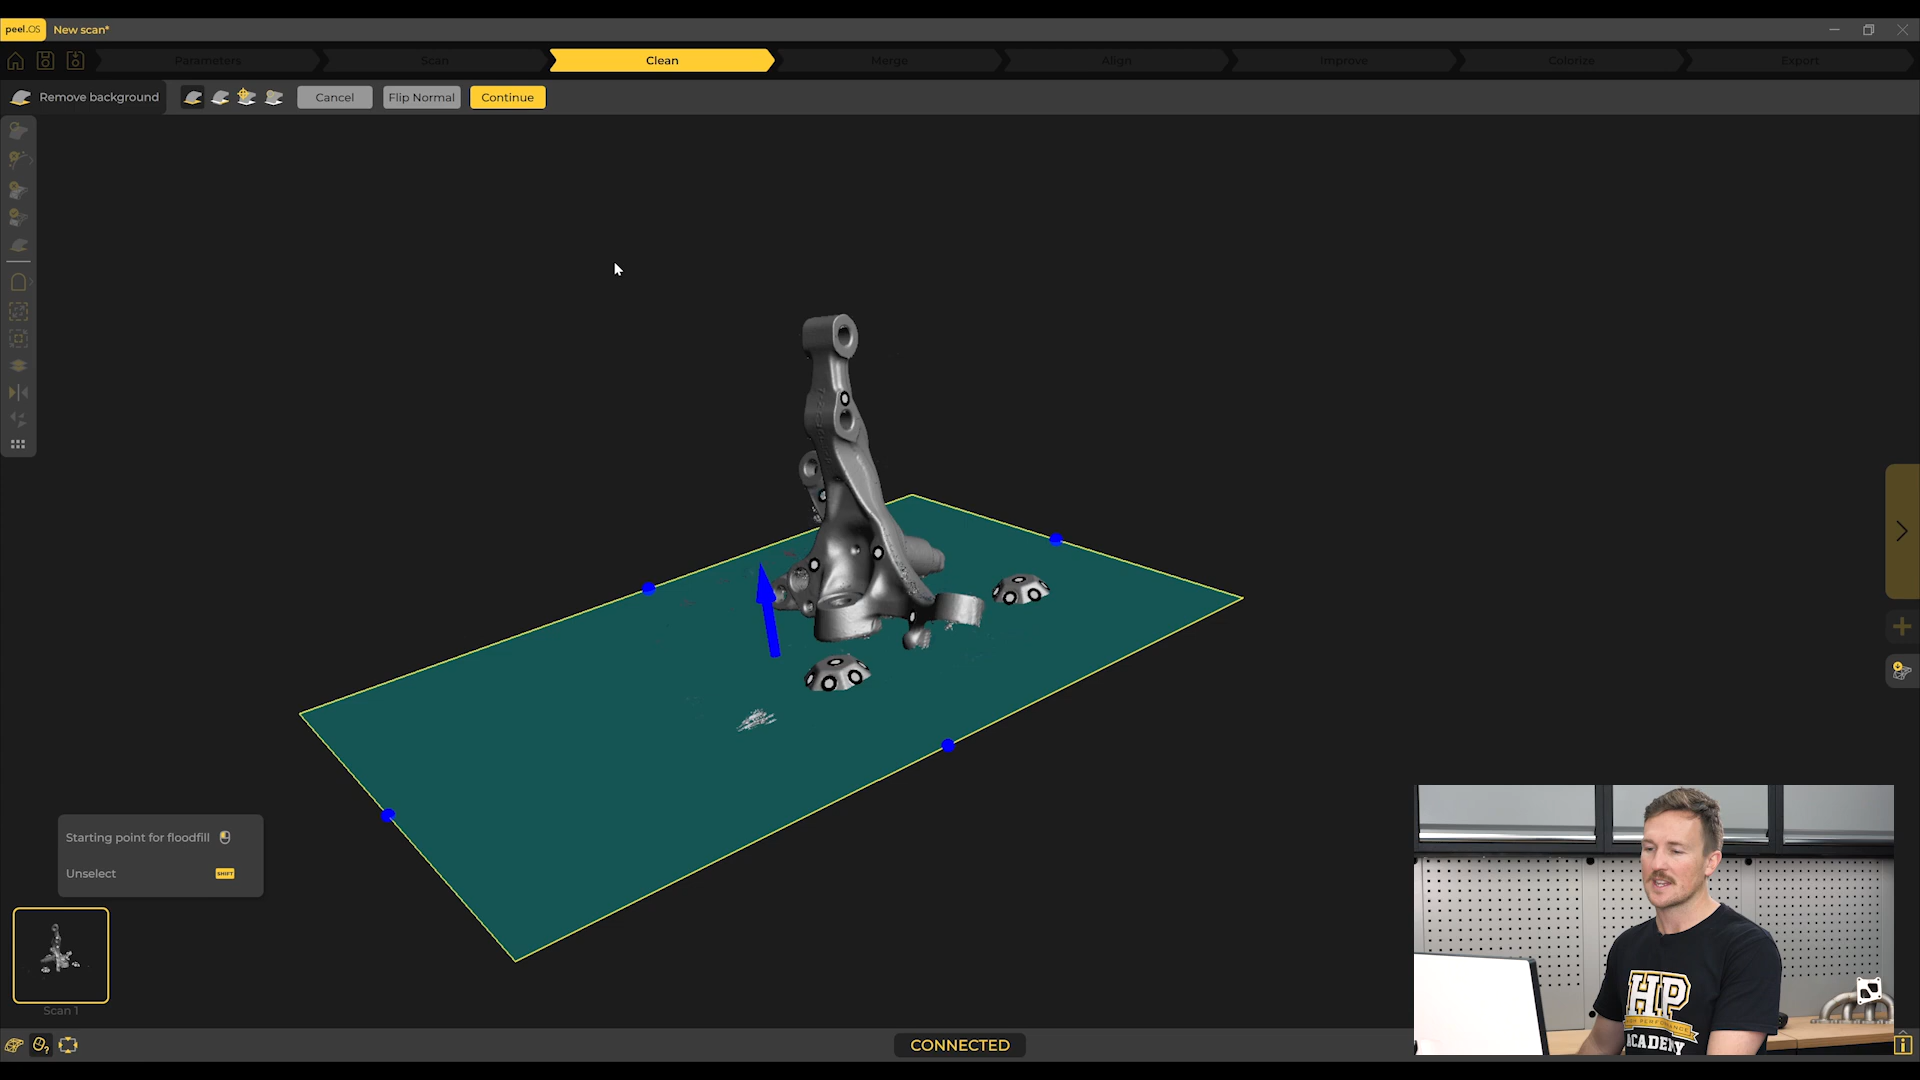 peel.OS New scan*
Parameters Scan Clean Merge Align Improve Colorize Export
Remove background Cancel Flip Normal Continue
Starting point for floodfill
Unselect SHIFT
Scan 1
CONNECTED
HP
ACADEMY